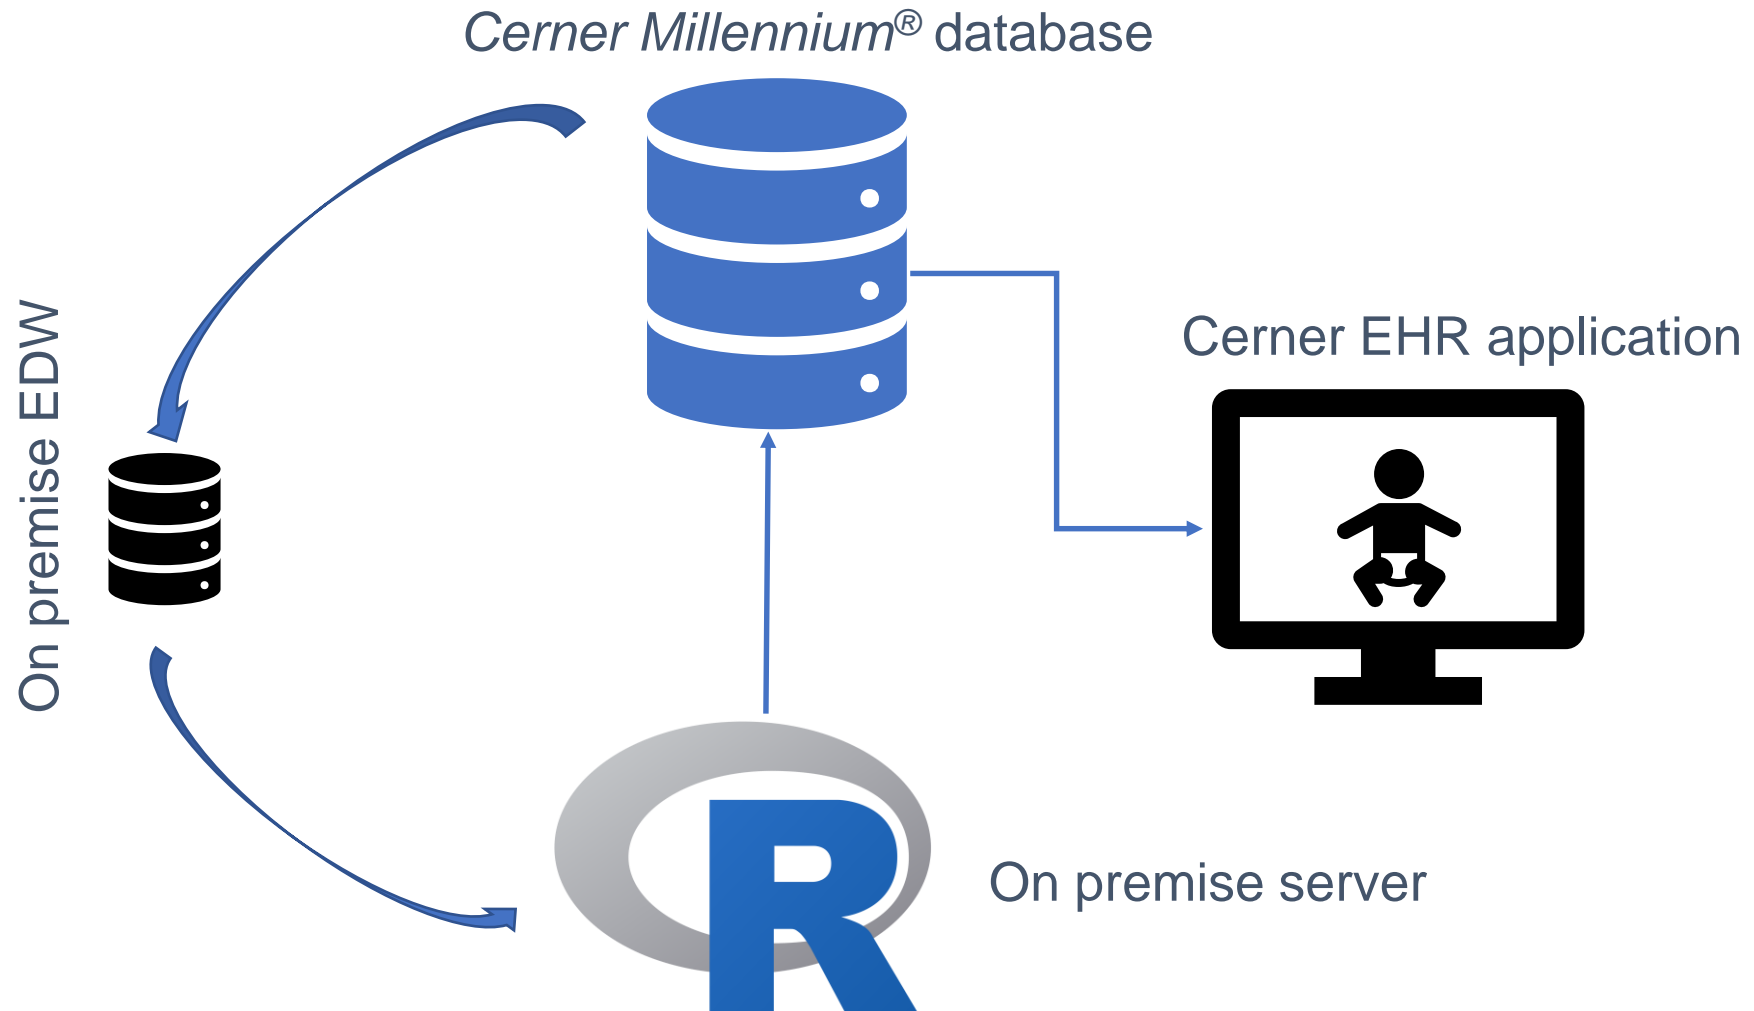 Cerner Millennium® database
On premise EDW
Cerner EHR application
R
On premise server